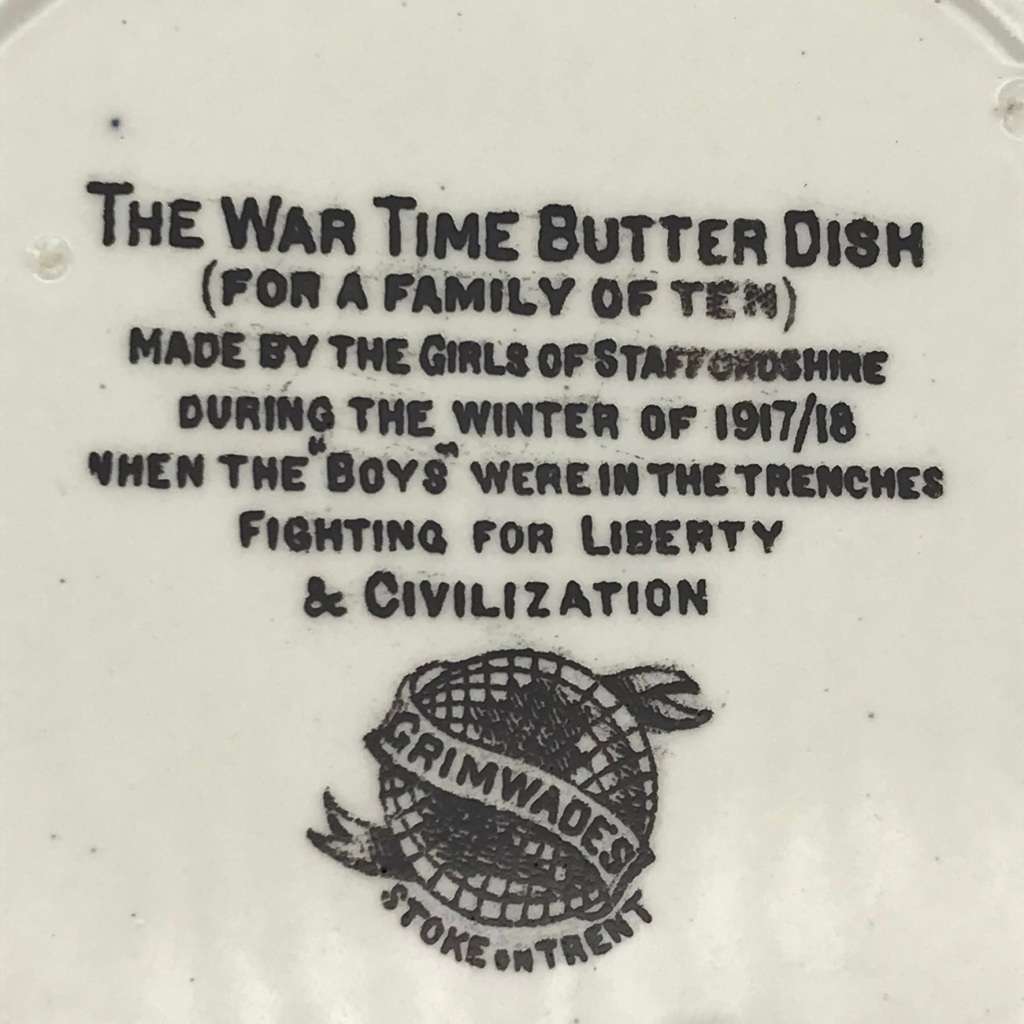 THE WAR TIME BUTTER DISH
(FOR A FAMILY OF TEN)
MADE BY THE GIRLS OF STAFFORDSHIRE
DURING THE WINTER OF 1917/18
WHEN THE "BOYS" WERE IN THE TRENCHES
FIGHTING FOR LIBERTY
& CIVILIZATION
GRIMWADES
STOKE ON TRENT